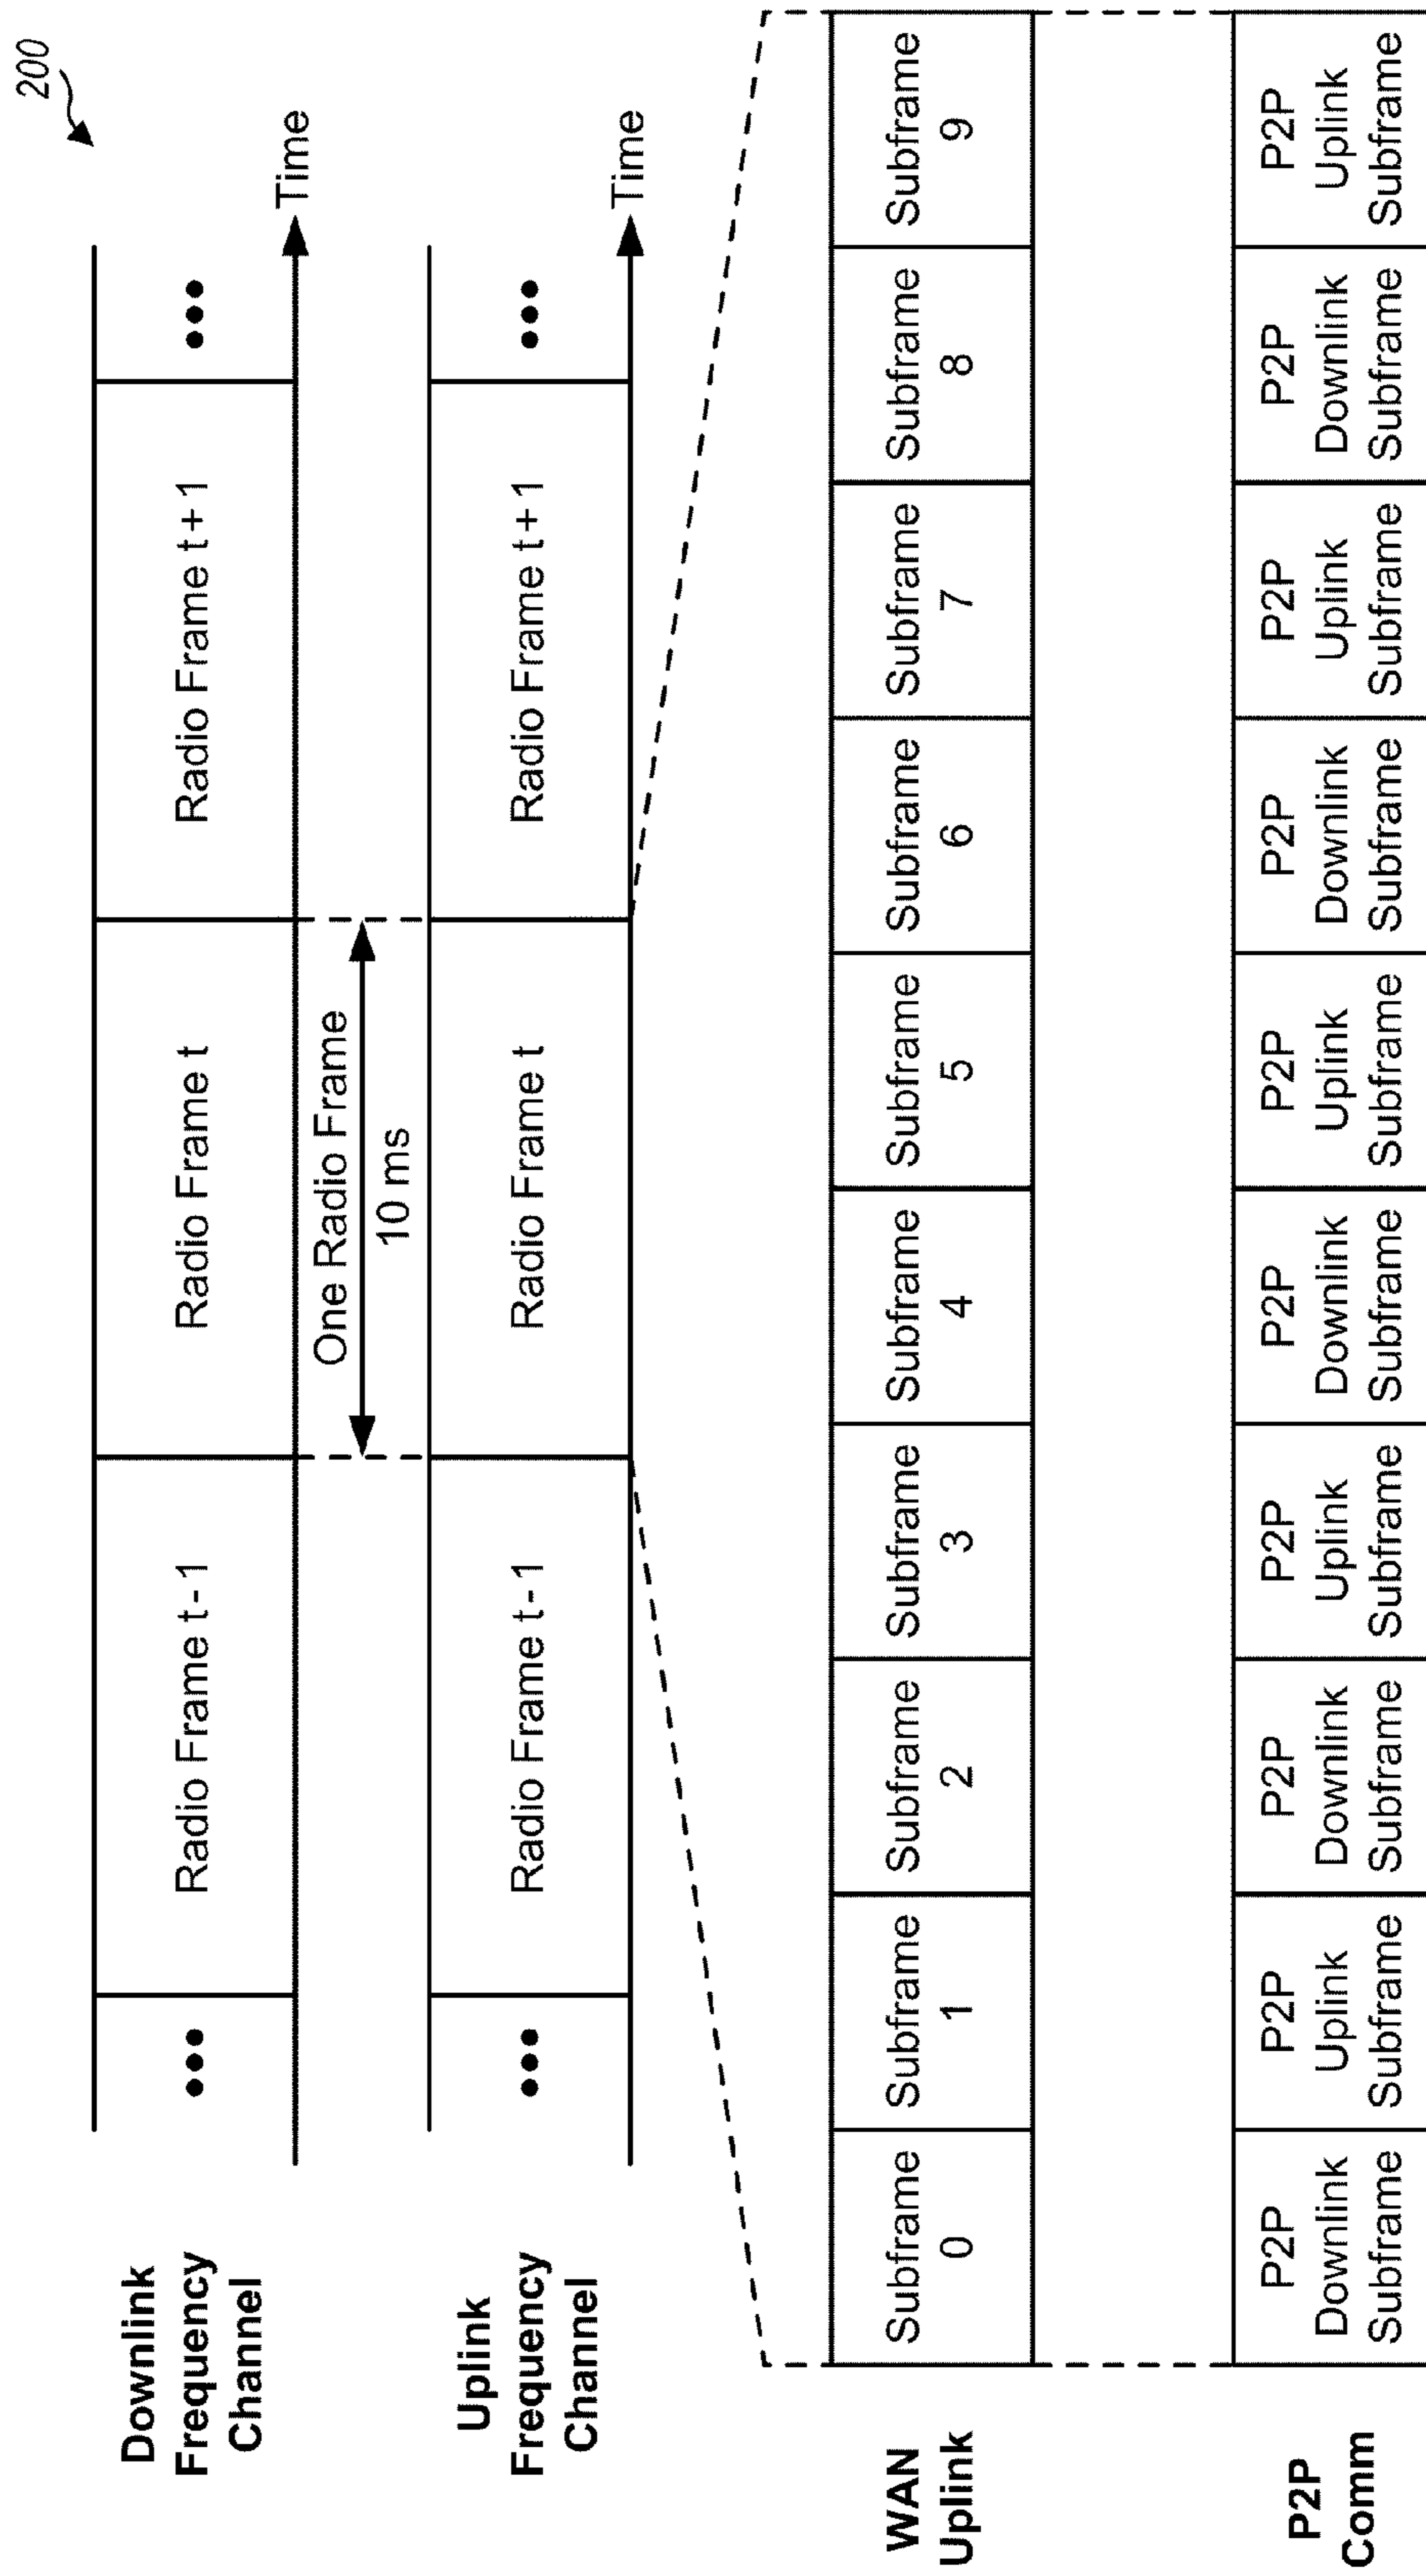 200
Downlink
Frequency
Channel
•••
Radio Frame t-1
Radio Frame t
Radio Frame t+1
•••
Time
One Radio Frame
10 ms
Uplink
Frequency
Channel
•••
Radio Frame t-1
Radio Frame t
Radio Frame t+1
•••
Time
WAN
Uplink
Subframe
0
Subframe
1
Subframe
2
Subframe
3
Subframe
4
Subframe
5
Subframe
6
Subframe
7
Subframe
8
Subframe
9
P2P
Comm
P2P
Downlink
Subframe
P2P
Uplink
Subframe
P2P
Downlink
Subframe
P2P
Uplink
Subframe
P2P
Downlink
Subframe
P2P
Uplink
Subframe
P2P
Downlink
Subframe
P2P
Uplink
Subframe
P2P
Downlink
Subframe
P2P
Uplink
Subframe